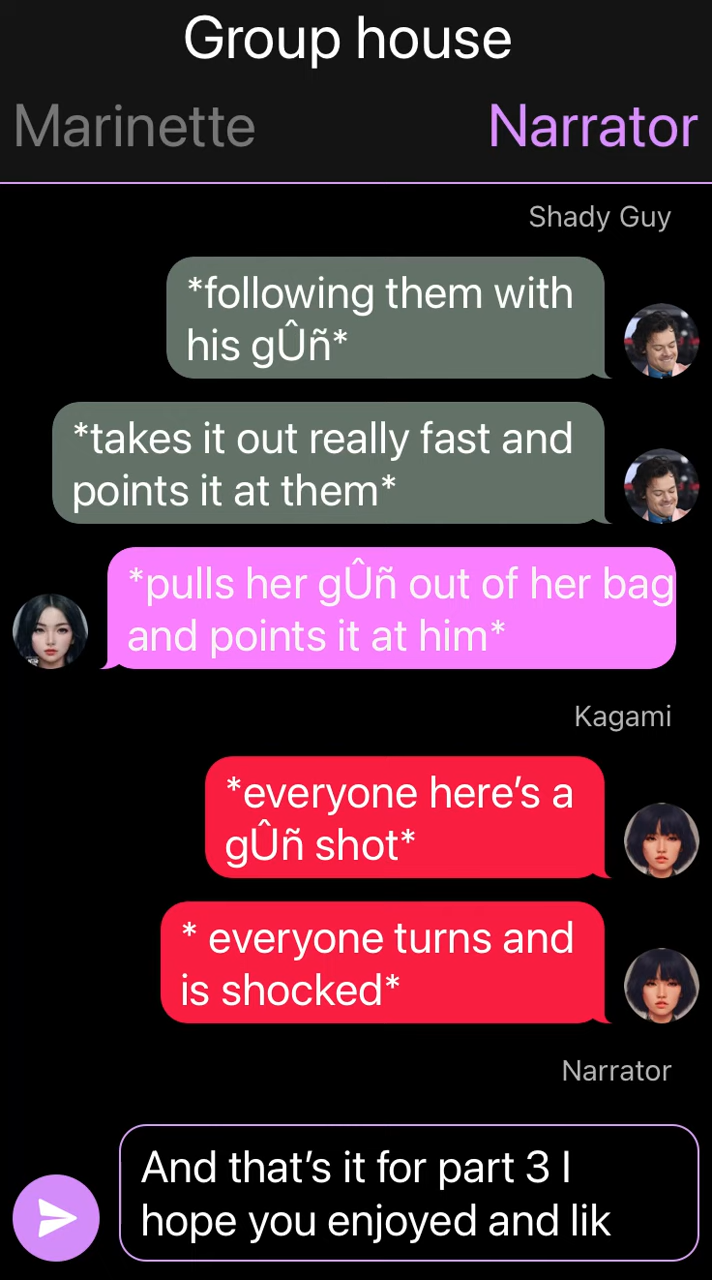 Group house
Marinette
Narrator
Shady Guy
*following them with
his gÛñ*
*takes it out really fast and
points it at them*
*pulls her gÛñ out of her bag
and points it at him*
Kagami
*everyone here’s a
gÛñ shot*
* everyone turns and
is shocked*
Narrator
And that’s it for part 3 I
hope you enjoyed and lik